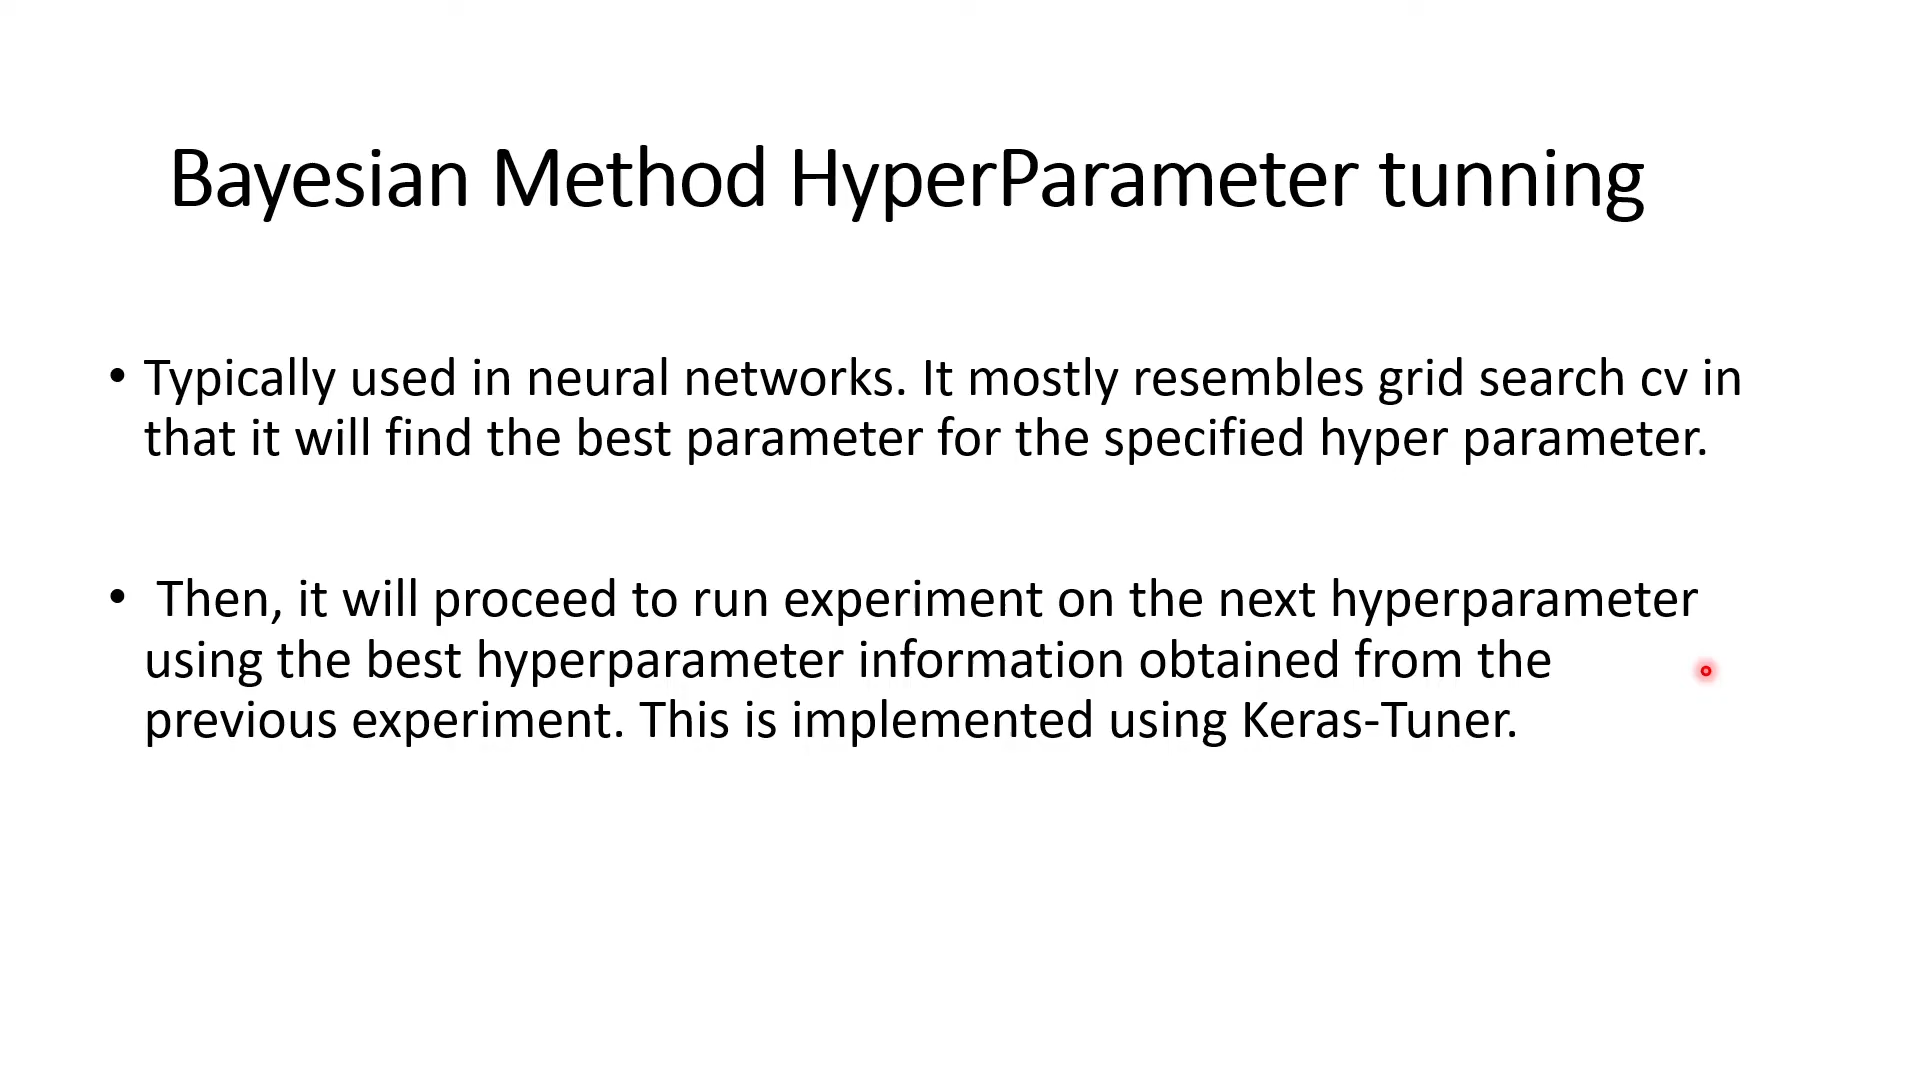 Bayesian Method HyperParameter tunning
• Typically used in neural networks. It mostly resembles grid search cv in
that it will find the best parameter for the specified hyper parameter.
• Then, it will proceed to run experiment on the next hyperparameter
using the best hyperparameter information obtained from the
previous experiment. This is implemented using Keras-Tuner.